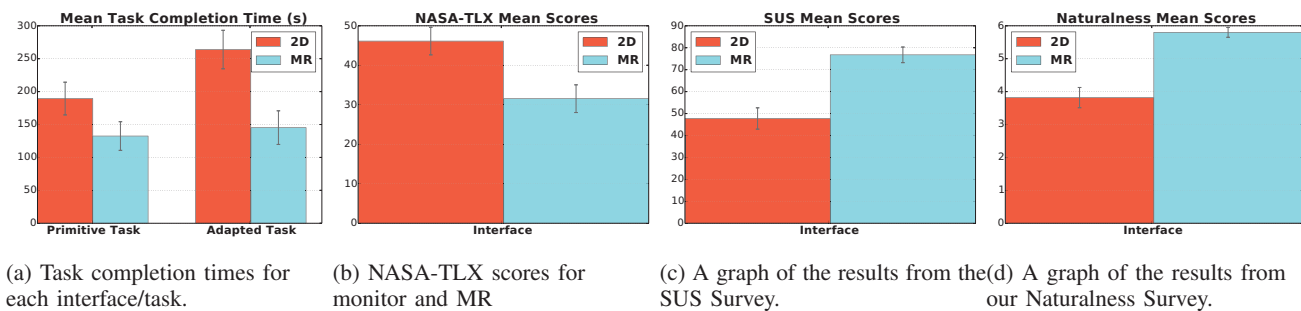 Mean Task Completion Time (s)
300
250
200
150
100
50
0
2D
MR
Primitive Task
Adapted Task
NASA-TLX Mean Scores
50
40
30
20
10
0
2D
MR
Interface
SUS Mean Scores
90
80
70
60
50
40
30
20
10
0
2D
MR
Interface
Naturalness Mean Scores
6
5
4
3
2
1
0
2D
MR
Interface
(a) Task completion times for
each interface/task.
(b) NASA-TLX scores for
monitor and MR
(c) A graph of the results from the
SUS Survey.
(d) A graph of the results from
our Naturalness Survey.